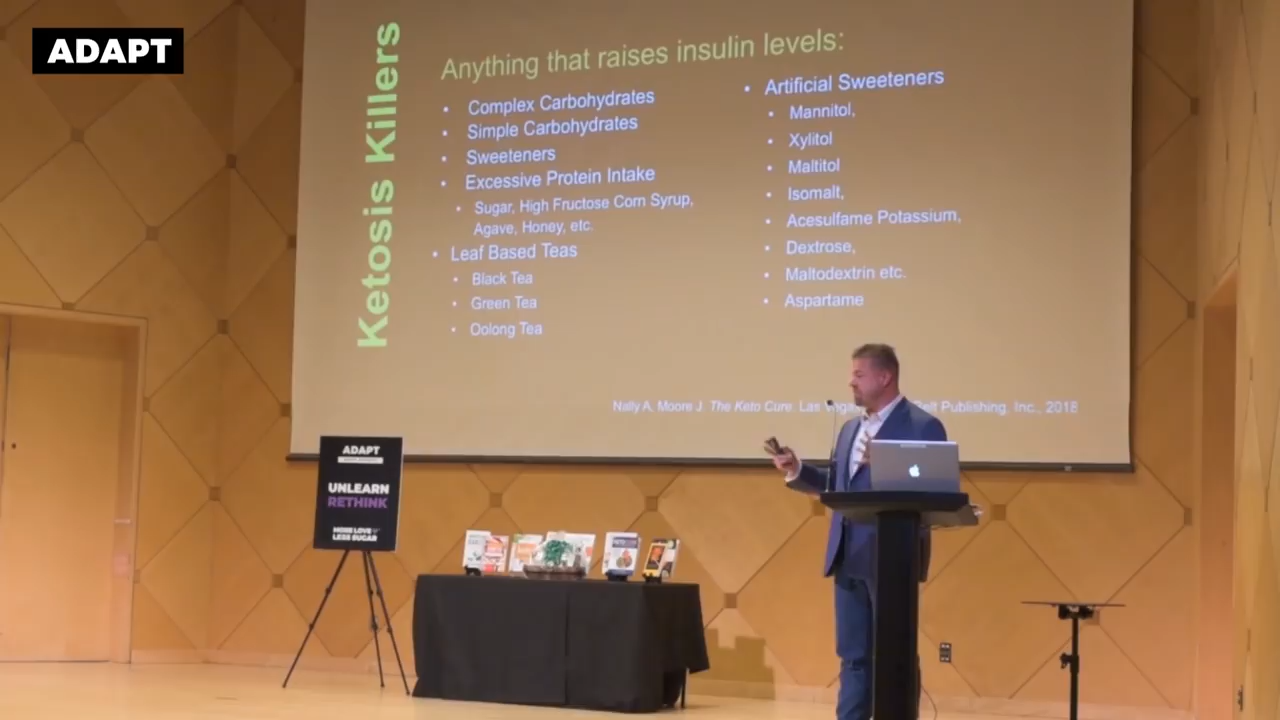 ADAPT
Ketosis Killers
Anything that raises insulin levels:
• Complex Carbohydrates
• Simple Carbohydrates
• Sweeteners
• Excessive Protein Intake
• Sugar, High Fructose Corn Syrup,
Agave, Honey, etc.
• Leaf Based Teas
• Black Tea
• Green Tea
• Oolong Tea
• Artificial Sweeteners
• Mannitol,
• Xylitol
• Maltitol
• Isomalt,
• Acesulfame Potassium,
• Dextrose,
• Maltodextrin etc.
• Aspartame
Nally A, Moore J. The Keto Cure. Las Publishing, Inc., 2018
ADAPT
UNLEARN
RETHINK
MORE LOVE
LESS SUGAR